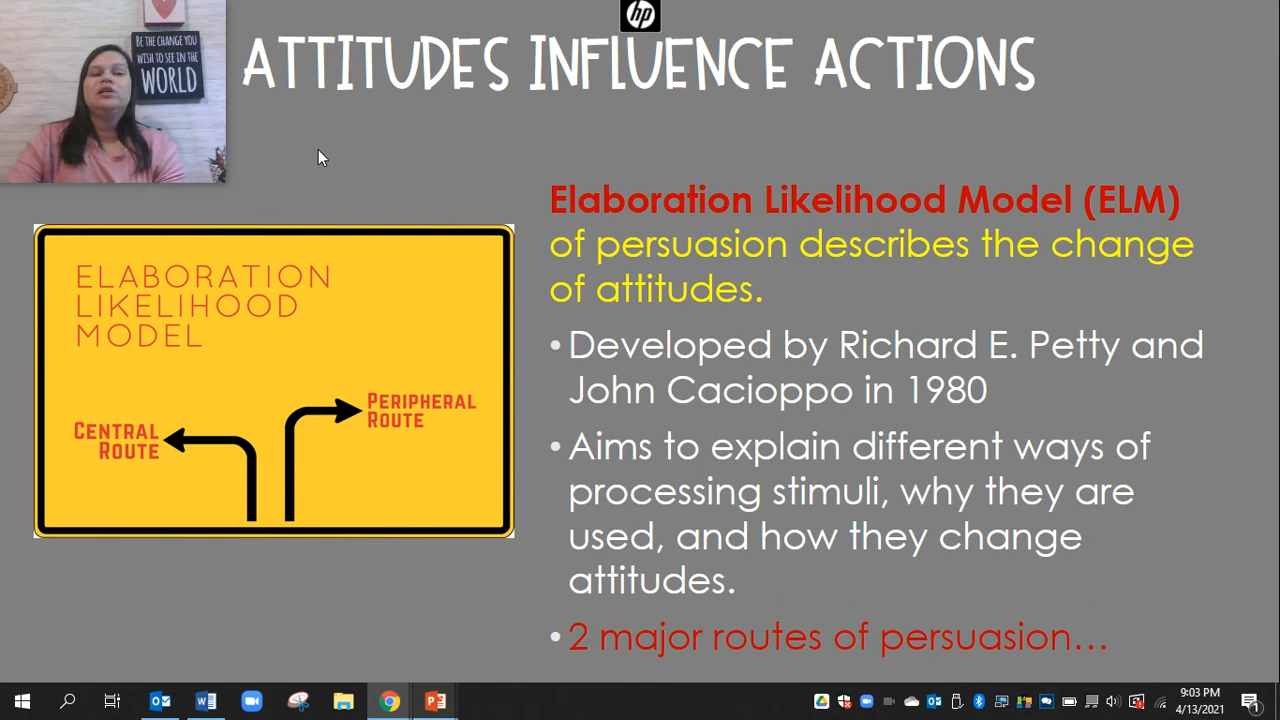 hp
BE THE CHANGE YOU
WISH TO SEE IN THE
WORLD
ATTITUDES INFLUENCE ACTIONS
ELABORATION
LIKELIHOOD
MODEL
CENTRAL
ROUTE
PERIPHERAL
ROUTE
Elaboration Likelihood Model (ELM)
of persuasion describes the change
of attitudes.
• Developed by Richard E. Petty and
John Cacioppo in 1980
• Aims to explain different ways of
processing stimuli, why they are
used, and how they change
attitudes.
• 2 major routes of persuasion...
9:03 PM
4/13/2021